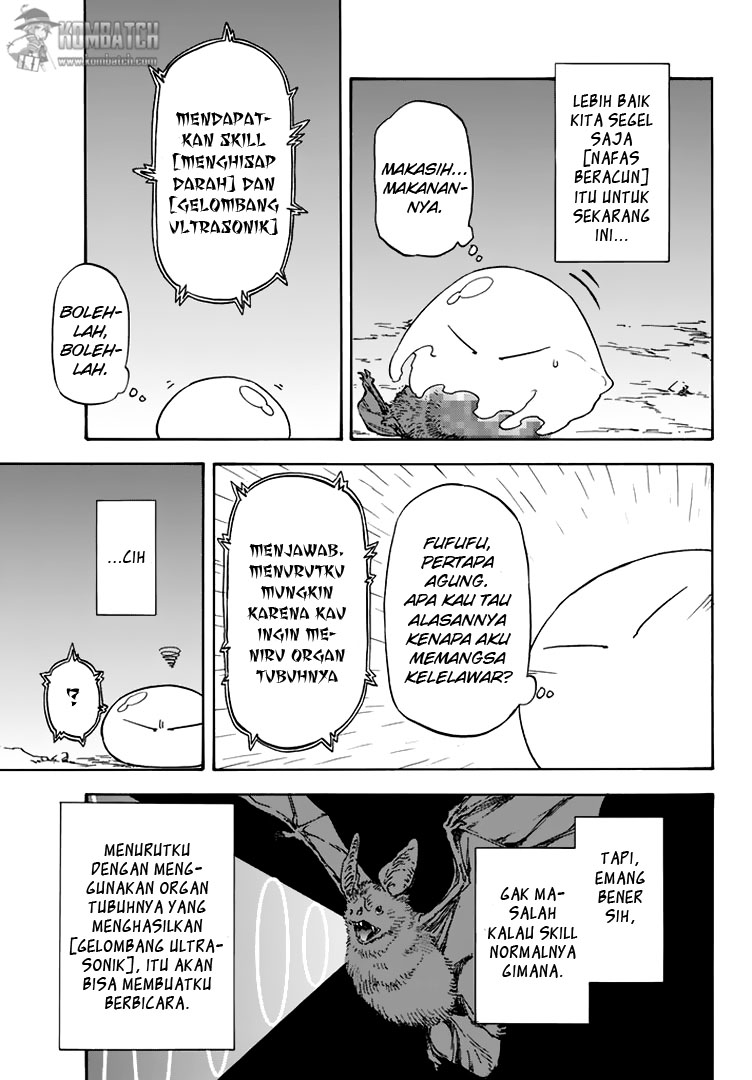 KOMBATCH
www.kombatch.com
LEBIH BAIK
KITA SEGEL
SAJA
[NAFAS
BERACUN]
ITU UNTUK
SEKARANG
INI...
MAKASIH...
MAKANAN-
NYA.
MENDAPAT-
KAN SKILL
[MENGHISAP
DARAH] DAN
[GELOMBANG
ULTRASONIK]
BOLEH-
LAH,
BOLEH-
LAH.
FUFUFU,
PERTAPA
AGUNG.
APA KAU TAU
ALASANNYA
KENAPA AKU
MEMANGSA
KELELAWAR?
MENJAWAB.
MENURUTKU
MUNGKIN
KARENA KAU
INGIN ME-
NIRU ORGAN
TUBUHNYA
...CIH
?
TAPI,
EMANG
BENER
SIH,
GAK MA-
SALAH
KALAU SKILL
NORMALNYA
GIMANA.
MENURUTKU
DENGAN MENG-
GUNAKAN ORGAN
TUBUHNYA YANG
MENGHASILKAN
[GELOMBANG ULTRA-
SONIK], ITU AKAN
BISA MEMBUATKU
BERBICARA.